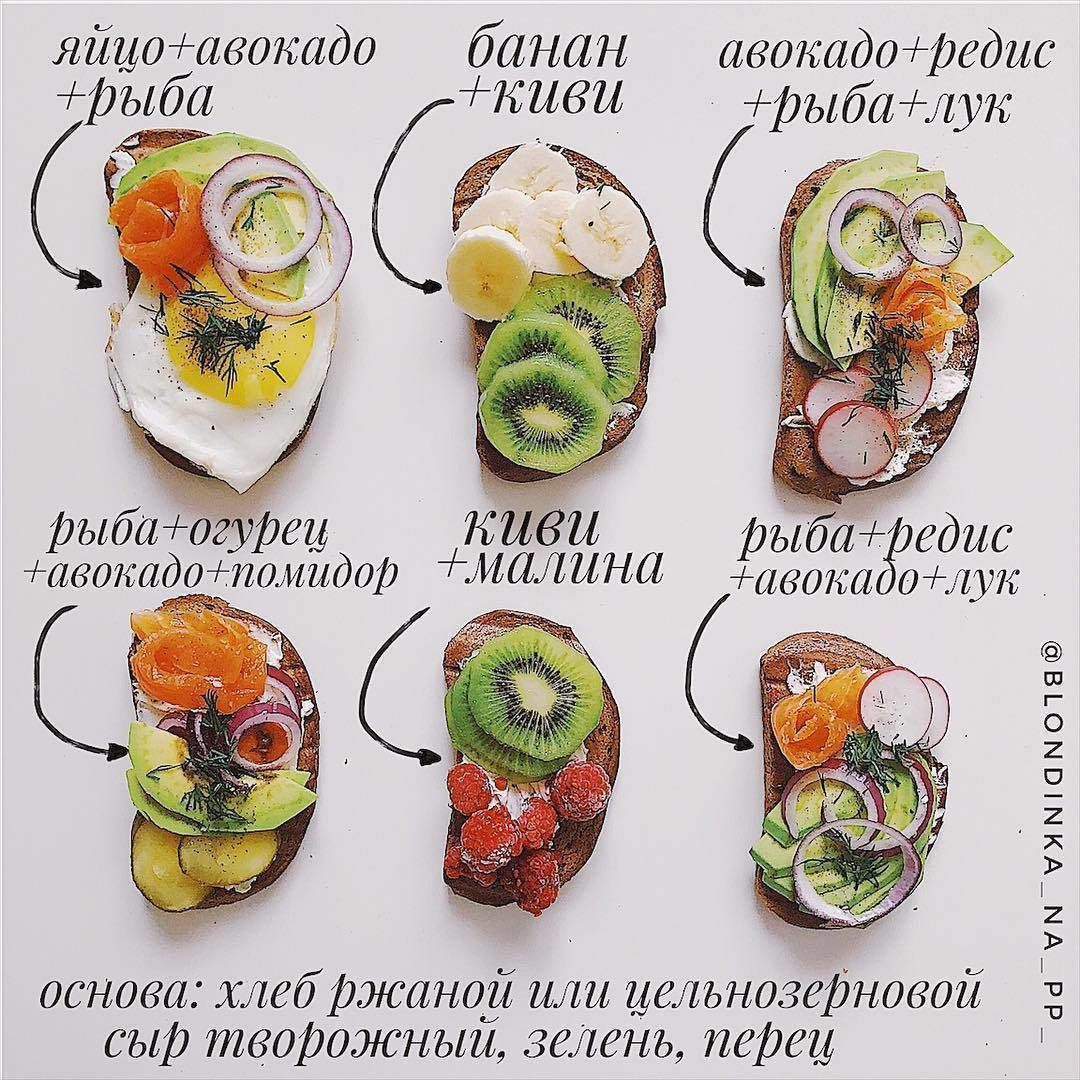 яйцо+авокадо
+рыба
банан
+киви
авокадо+редис
+рыба+лук
рыба+огурец
+авокадо+помидор
киви
+малина
рыба+редис
+авокадо+лук
@BLONDINKA_NA_PP_
основа: хлеб ржаной или цельнозерновой
сыр творожный, зелень, перец